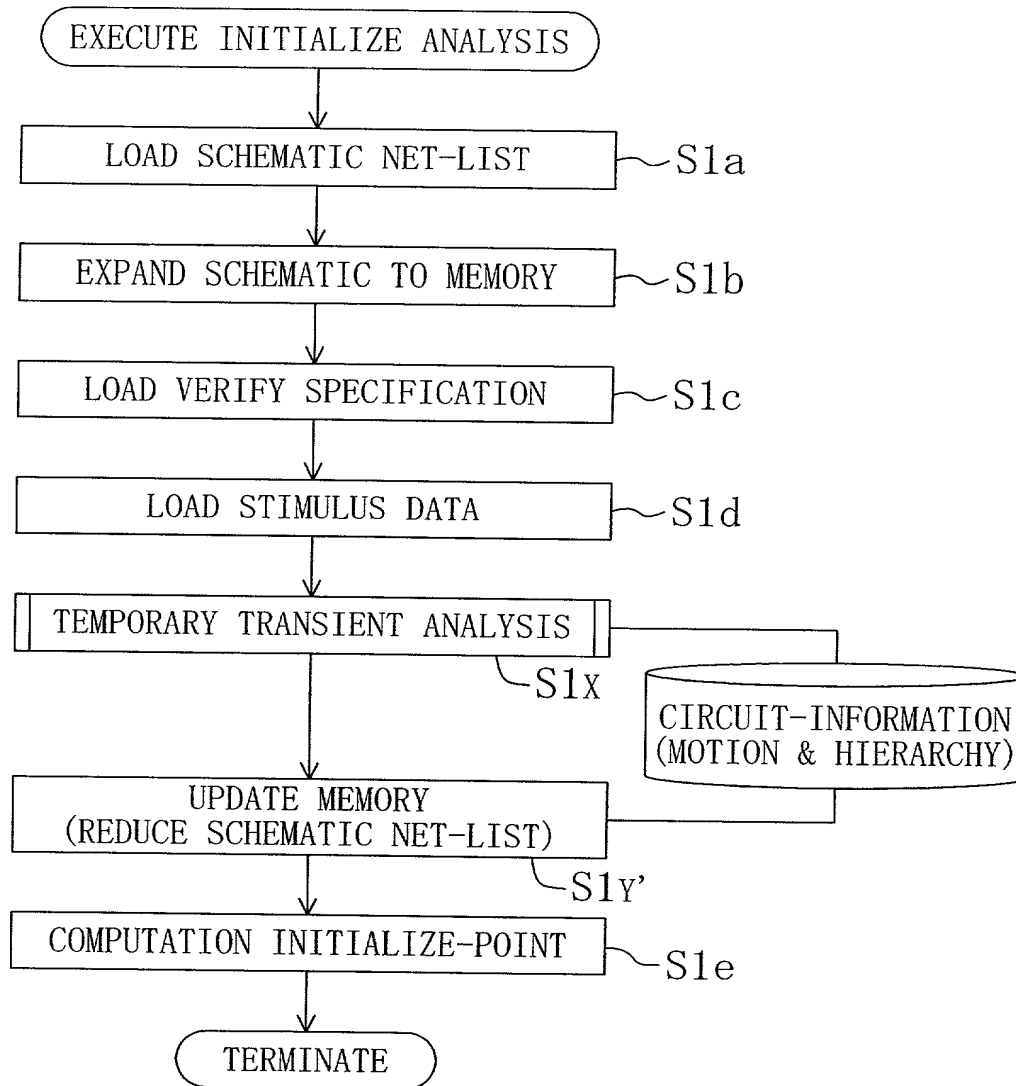 EXECUTE INITIALIZE ANALYSIS
LOAD SCHEMATIC NET-LIST
S1a
EXPAND SCHEMATIC TO MEMORY
S1b
LOAD VERIFY SPECIFICATION
S1c
LOAD STIMULUS DATA
S1d
TEMPORARY TRANSIENT ANALYSIS
S1X
CIRCUIT-INFORMATION
(MOTION & HIERARCHY)
UPDATE MEMORY
(REDUCE SCHEMATIC NET-LIST)
S1Y'
COMPUTATION INITIALIZE-POINT
S1e
TERMINATE